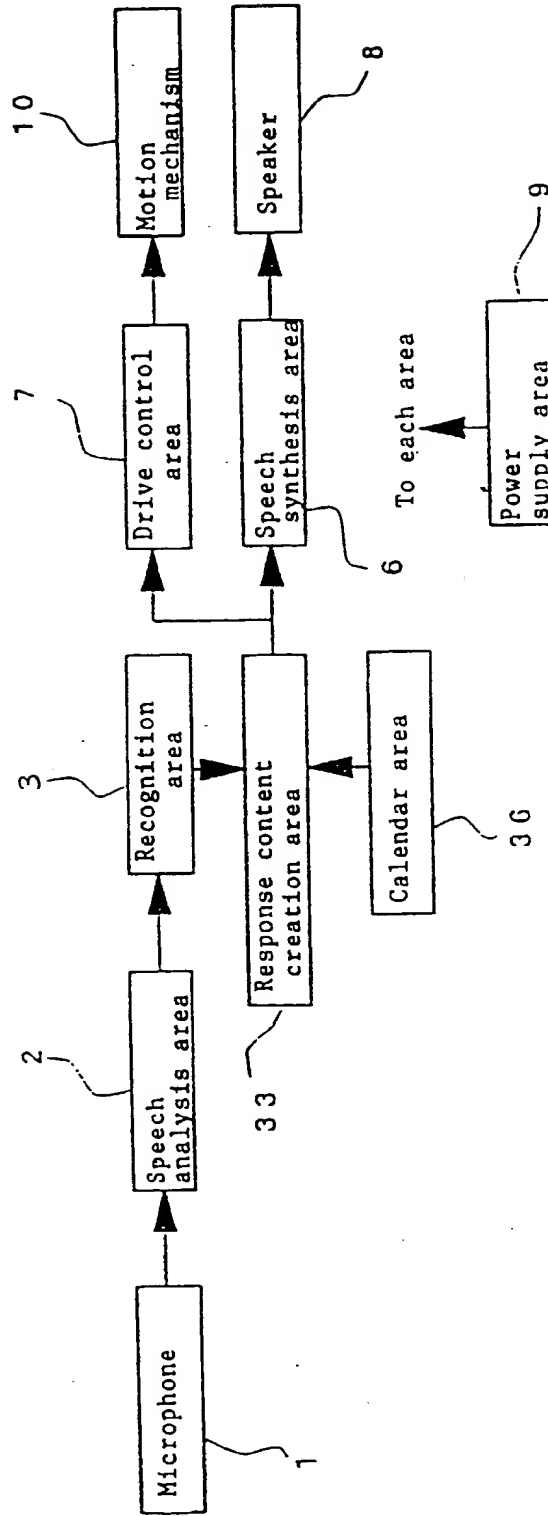 1
Microphone
2
Speech
analysis area
3
Recognition
area
33
Response content
creation area
36
Calendar area
7
Drive control
area
6
Speech
synthesis area
10
Motion
mechanism
8
Speaker
To each area
9
Power
supply area